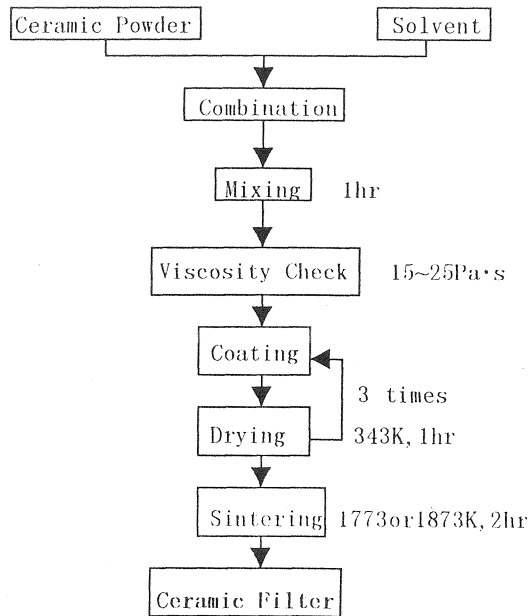 Ceramic Powder
Solvent
Combination
Mixing 1hr
Viscosity Check 15~25Pa·s
Coating
3 times
Drying 343K, 1hr
Sintering 1773or1873K, 2hr
Ceramic Filter